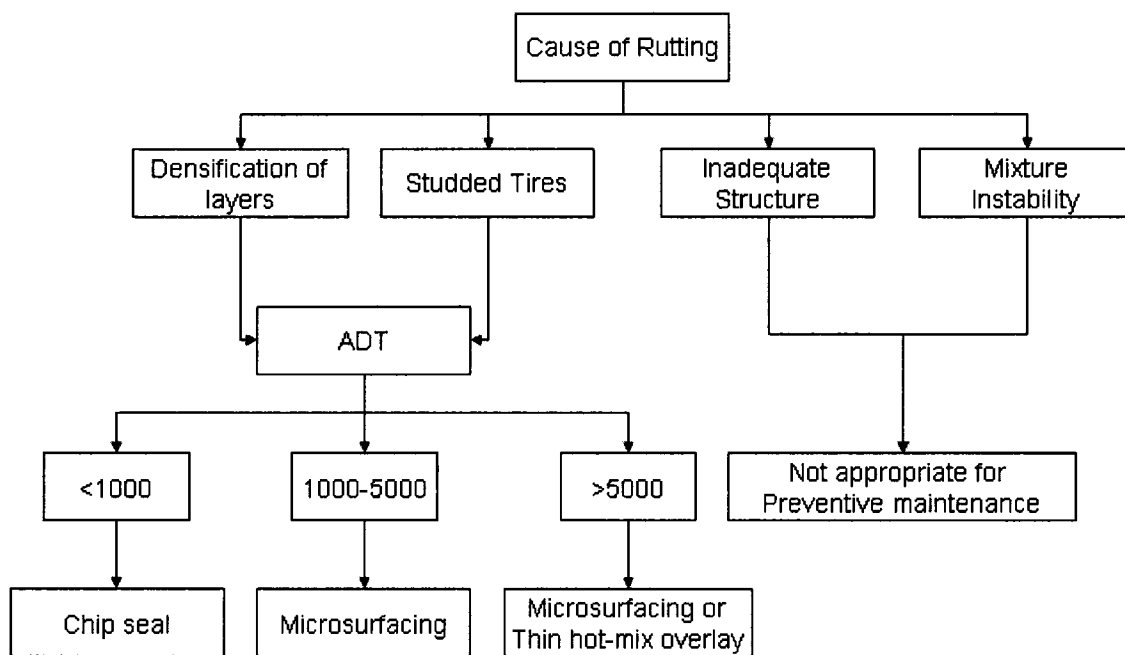 Cause of Rutting
Densification of
layers
Studded Tires
Inadequate
Structure
Mixture
Instability
ADT
<1000
1000-5000
>5000
Not appropriate for
Preventive maintenance
Chip seal
Microsurfacing
Microsurfacing or
Thin hot-mix overlay